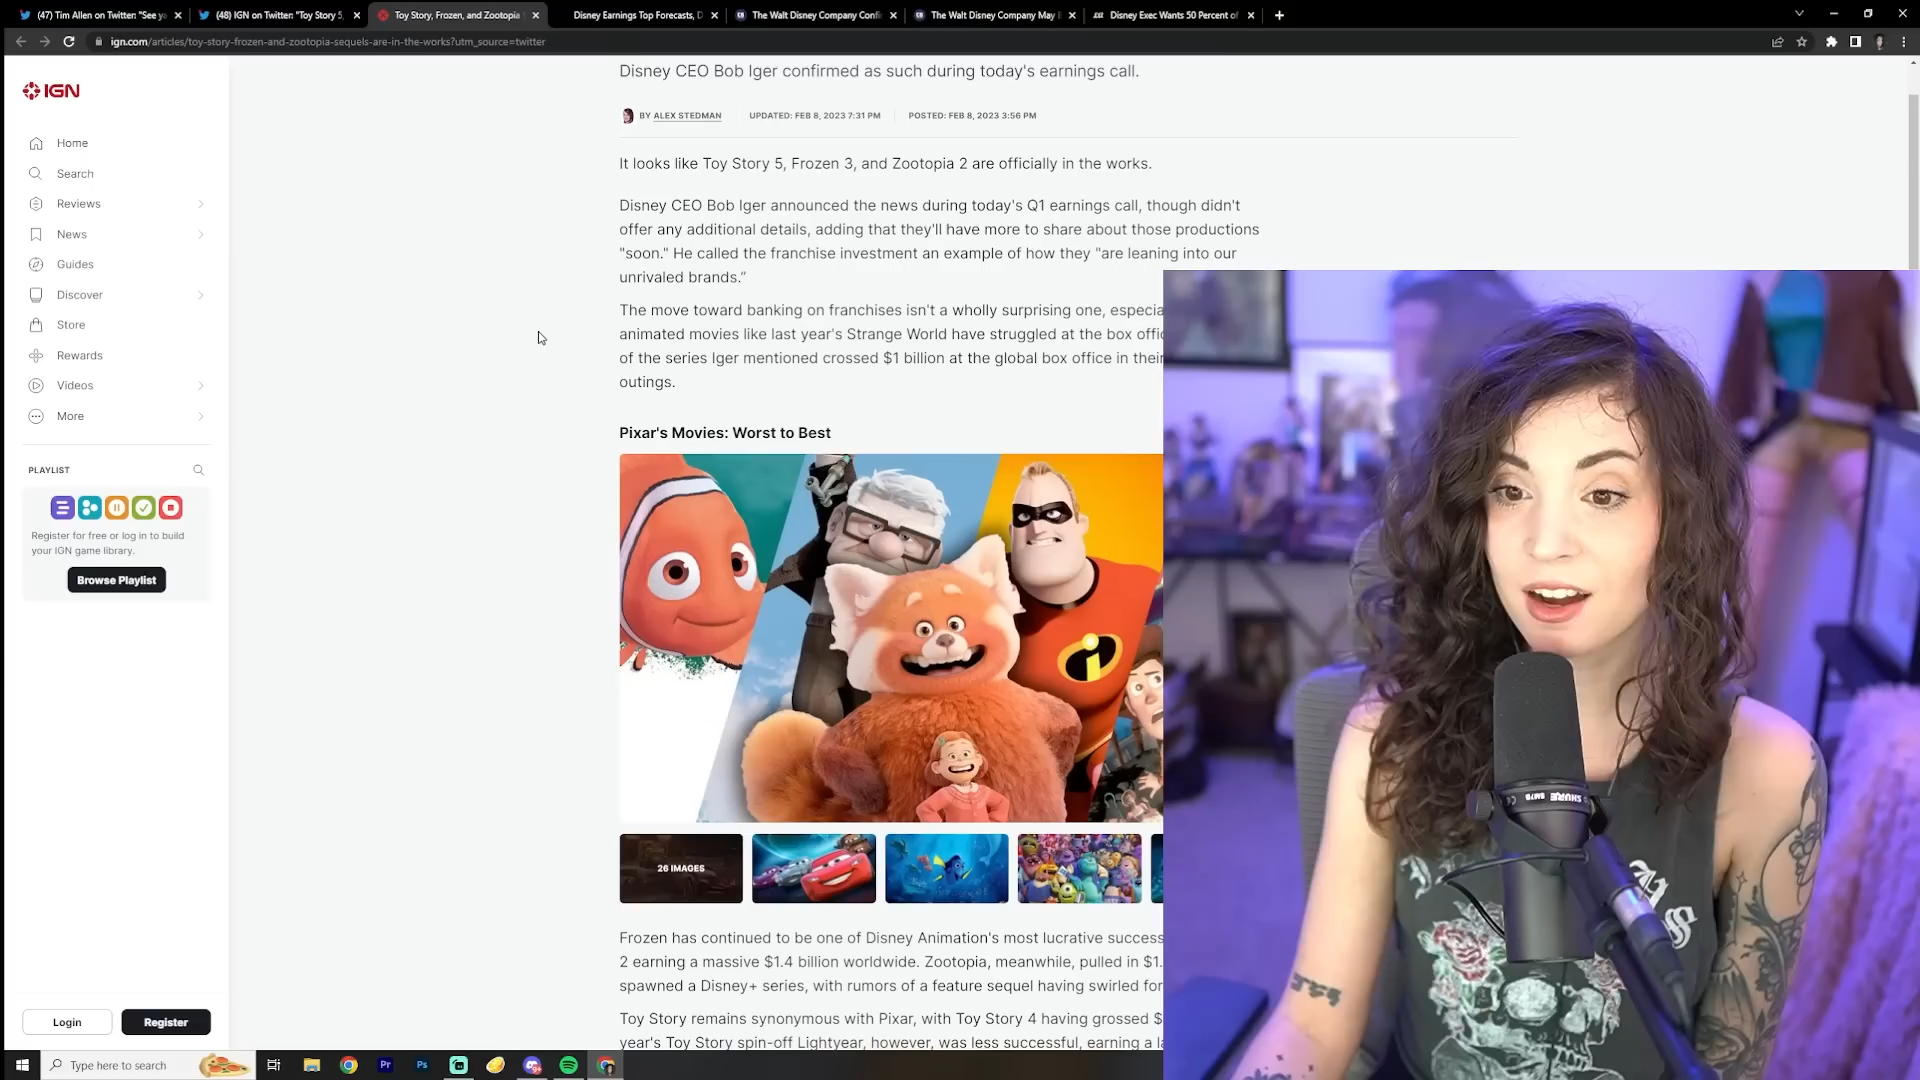 (47) Tim Allen on Twitter: "See ya
(48) IGN on Twitter: "Toy Story 5,
Toy Story, Frozen, and Zootopia
Disney Earnings Top Forecasts, D
The Walt Disney Company Confi
The Walt Disney Company May
Disney Exec Wants 50 Percent of
ign.com/articles/toy-story-frozen-and-zootopia-sequels-are-in-the-works?utm_source=twitter
IGN
Home
Search
Reviews
News
Guides
Discover
Store
Rewards
Videos
More
PLAYLIST
Register for free or log in to build
your IGN game library.
Browse Playlist
Login
Register
Disney CEO Bob Iger confirmed as such during today's earnings call.
BY ALEX STEDMAN UPDATED: FEB 8, 2023 7:31 PM POSTED: FEB 8, 2023 3:56 PM
It looks like Toy Story 5, Frozen 3, and Zootopia 2 are officially in the works.
Disney CEO Bob Iger announced the news during today's Q1 earnings call, though didn't
offer any additional details, adding that they'll have more to share about those productions
"soon." He called the franchise investment an example of how they "are leaning into our
unrivaled brands."
The move toward banking on franchises isn't a wholly surprising one, especia
animated movies like last year's Strange World have struggled at the box offic
of the series Iger mentioned crossed $1 billion at the global box office in their
outings.
Pixar's Movies: Worst to Best
26 IMAGES
Frozen has continued to be one of Disney Animation's most lucrative success
2 earning a massive $1.4 billion worldwide. Zootopia, meanwhile, pulled in $1.
spawned a Disney+ series, with rumors of a feature sequel having swirled for
Toy Story remains synonymous with Pixar, with Toy Story 4 having grossed $
year's Toy Story spin-off Lightyear, however, was less successful, earning a la
SHURE
SM7B
Type here to search
Pr
Ps